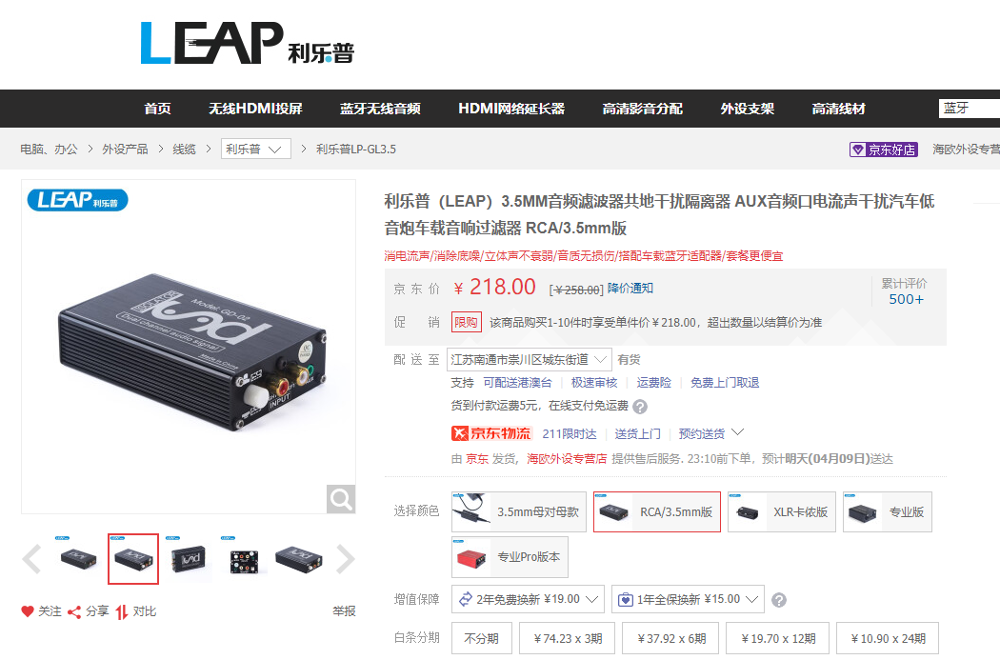 LEAP 利乐普
首页 无线HDMI投屏 蓝牙无线音频 HDMI网络延长器 高清影音分配 外设支架 高清线材 蓝牙
电脑、办公 > 外设产品 > 线缆 > 利乐普 > 利乐普LP-GL3.5 京东好店 海欧外设专营
LEAP 利乐普
利乐普（LEAP）3.5MM音频滤波器共地干扰隔离器 AUX音频口电流声干扰汽车低
音炮车载音响过滤器 RCA/3.5mm版
消电流声/消除底噪/立体声不衰弱/音质无损伤/搭配车载蓝牙适配器/套餐更便宜
京东价 ￥218.00 [￥258.00] 降价通知 累计评价
500+
促销 限购 该商品购买1-10件时享受单件价￥218.00，超出数量以结算价为准
配送至 江苏南通市崇川区城东街道 有货
支持 可配送港澳台 极速审核 运费险 免费上门取退
货到付款运费5元，在线支付免运费
京东物流 211限时达 送货上门 预约送货
由 京东 发货, 海欧外设专营店 提供售后服务. 23:10前下单，预计明天(04月09日)送达
Model: GD-02
ISOLATOR
Dual channel audio signal
Made in China
QC
INPUT
选择颜色 3.5mm母对母款 RCA/3.5mm版 XLR卡侬版 专业版
专业Pro版本
增值保障 2年免费换新 ¥19.00 1年全保换新 ¥15.00
关注 分享 对比 举报
白条分期 不分期 ￥74.23 x 3期 ￥37.92 x 6期 ￥19.70 x 12期 ￥10.90 x 24期